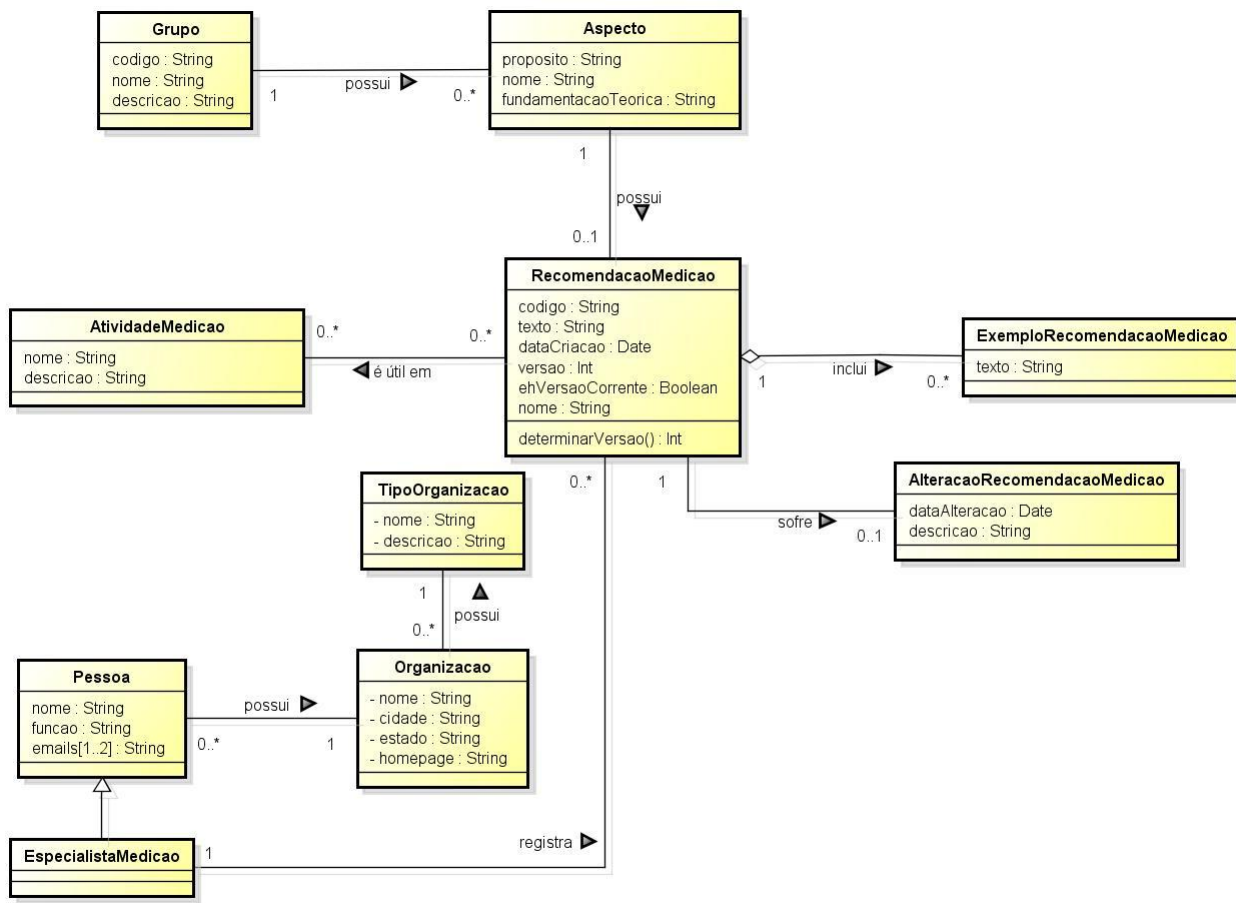 Grupo
codigo : String
nome : String
descricao : String
possui
1
0..*
Aspecto
proposito : String
nome : String
fundamentacaoTeorica : String
1
possui
0..1
RecomendacaoMedicao
codigo : String
texto : String
dataCriacao : Date
versao : Int
ehVersaoCorrente : Boolean
nome : String
determinarVersao() : Int
AtividadeMedicao
nome : String
descricao : String
0..*
0..*
é útil em
ExemploRecomendacaoMedicao
texto : String
1
inclui
0..*
AlteracaoRecomendacaoMedicao
dataAlteracao : Date
descricao : String
1
sofre
0..1
0..*
TipoOrganizacao
- nome : String
- descricao : String
1
possui
0..*
Organizacao
- nome : String
- cidade : String
- estado : String
- homepage : String
Pessoa
nome : String
funcao : String
emails[1..2] : String
possui
0..*
1
EspecialistaMedicao
1
registra